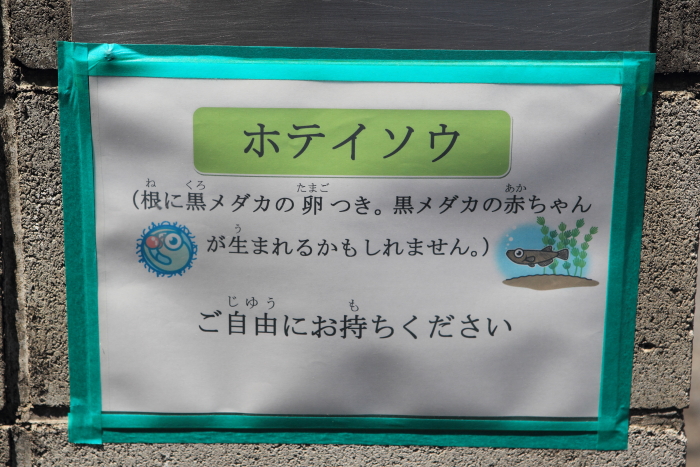 ホテイソウ
(根に黒メダカの卵つき。黒メダカの赤ちゃん
が生まれるかもしれません。)
ご自由にお持ちください